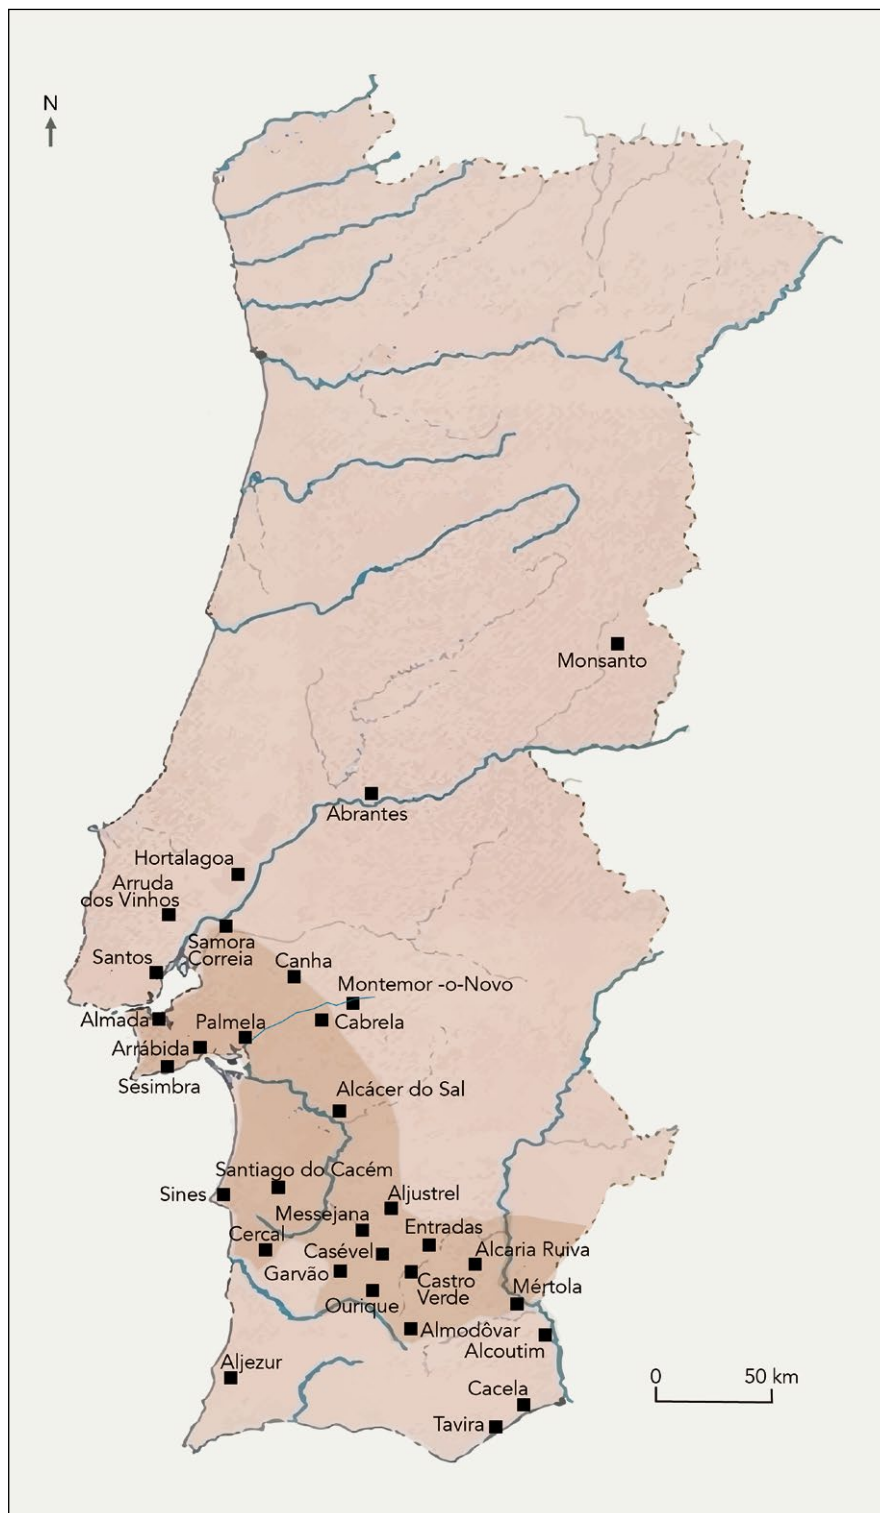 N
Monsanto
Abrantes
Hortalagoa
Arruda
dos Vinhos
Samora
Correia
Santos
Canha
Montemor -o-Novo
Almada
Palmela
Cabrela
Arrábida
Sesimbra
Alcácer do Sal
Santiago do Cacém
Sines
Aljustrel
Messejana
Entradas
Cercal
Casével
Alcaria Ruiva
Garvão
Castro
Verde
Mértola
Ourique
Almodôvar
Alcoutim
Aljezur
0 50 km
Cacela
Tavira